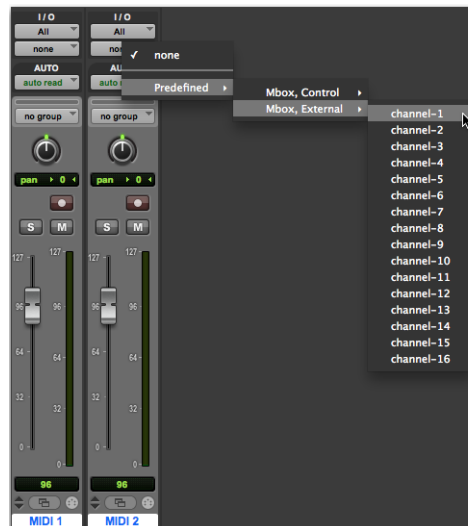 I / O
I / O
All
All
none
no
✓ none
AUTO
AU
auto read
auto
Predefined
Mbox, Control
Mbox, External
no group
no group
channel-1
channel-2
channel-3
channel-4
channel-5
channel-6
channel-7
channel-8
channel-9
channel-10
channel-11
channel-12
channel-13
channel-14
channel-15
channel-16
pan 0
pan 0
S M
S M
127 127
127 127
96 96
96 96
64 64
64 64
32 32
32 32
0 0
0 0
96
96
MIDI 1
MIDI 2